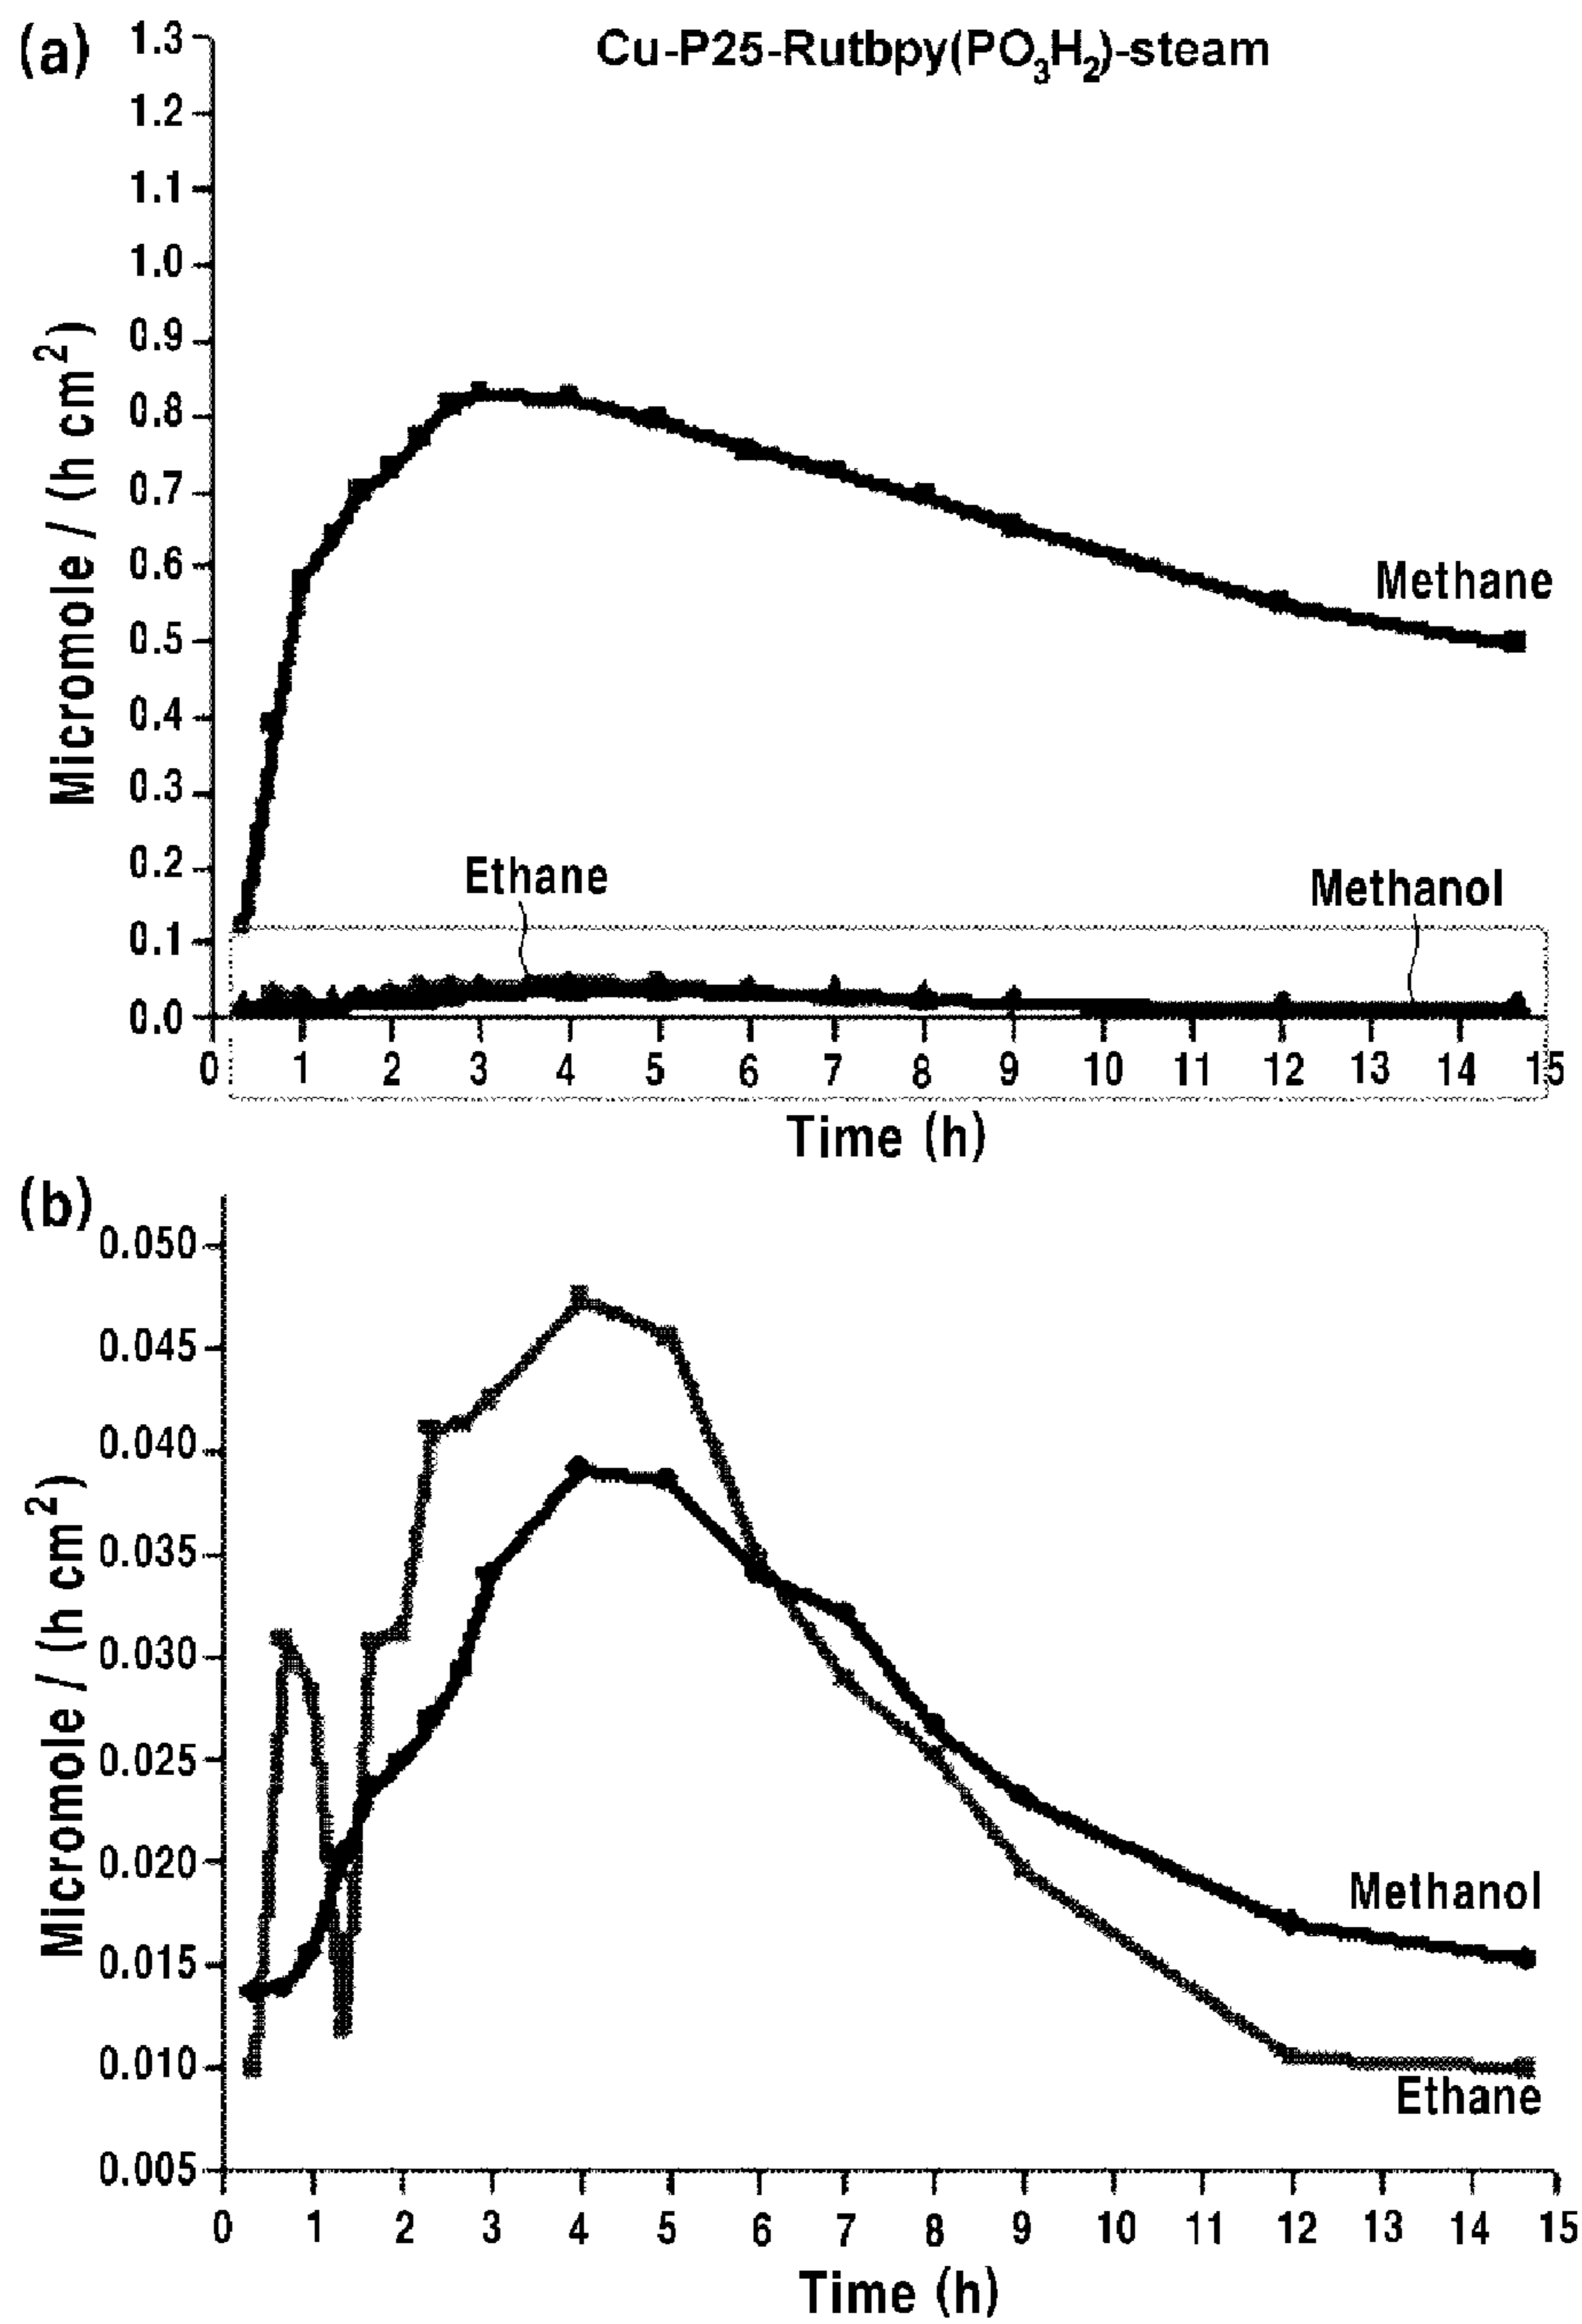 (a)
Cu-P25-Rutbpy(PO3H2)-steam
1.3
1.2
1.1
1.0
0.9
0.8
0.7
0.6
0.5
0.4
0.3
0.2
0.1
0.0
Micromole / (h cm2)
Methane
Ethane
Methanol
0 1 2 3 4 5 6 7 8 9 10 11 12 13 14 15
Time (h)
(b)
0.050
0.045
0.040
0.035
0.030
0.025
0.020
0.015
0.010
0.005
Micromole / (h cm2)
Methanol
Ethane
0 1 2 3 4 5 6 7 8 9 10 11 12 13 14 15
Time (h)